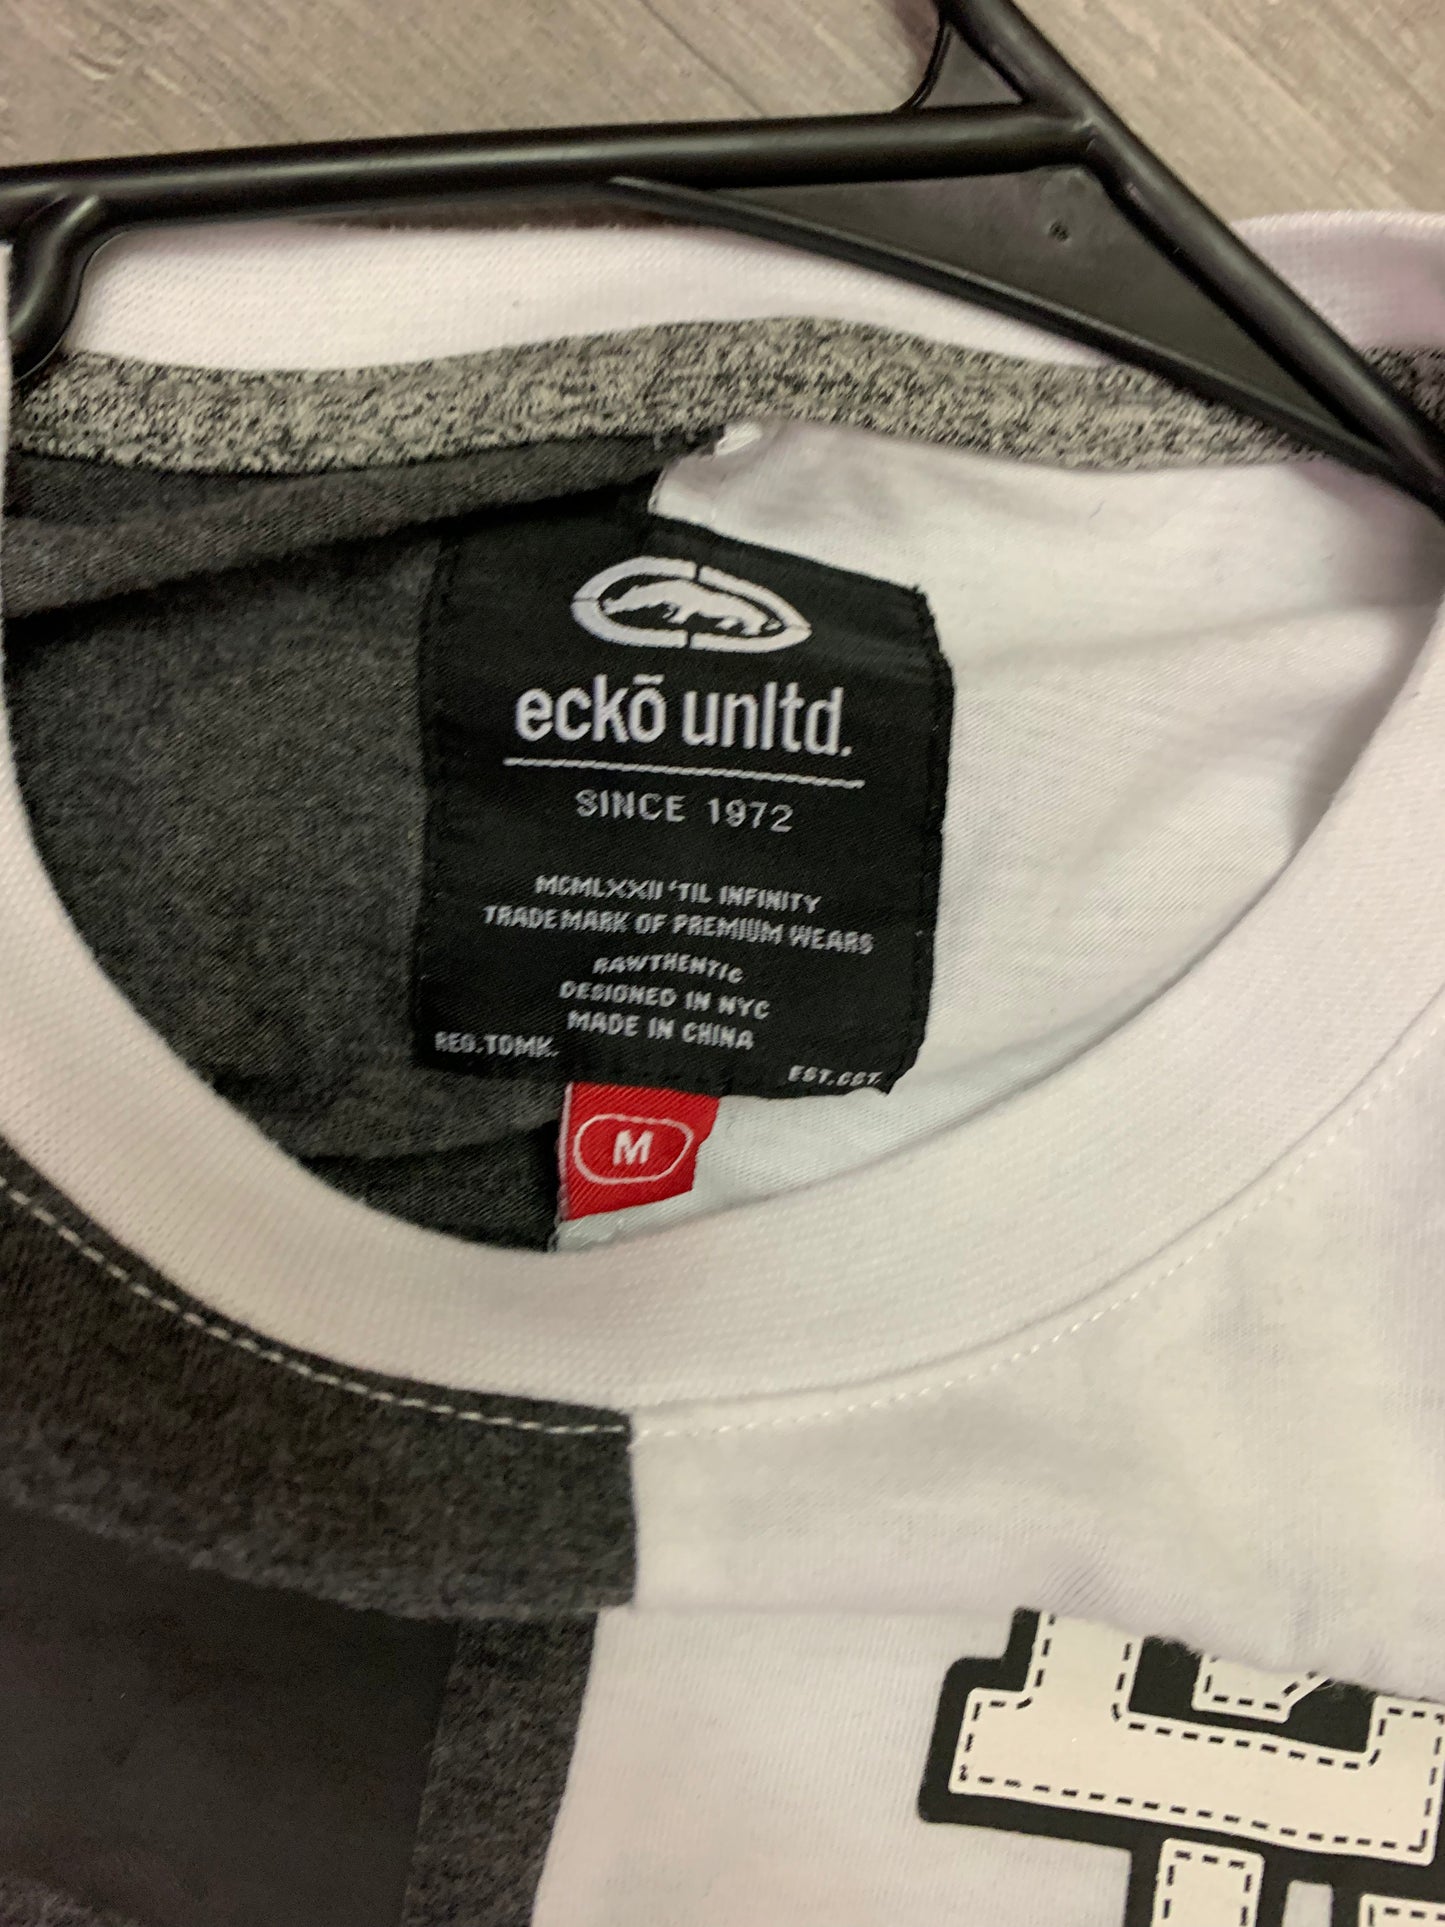 eckō unltd.
SINCE 1972
MCMLXXII 'TIL INFINITY
TRADEMARK OF PREMIUM WEARS
RAWTHENTIC
DESIGNED IN NYC
MADE IN CHINA
REG.TDMK.
EST.CST.
M